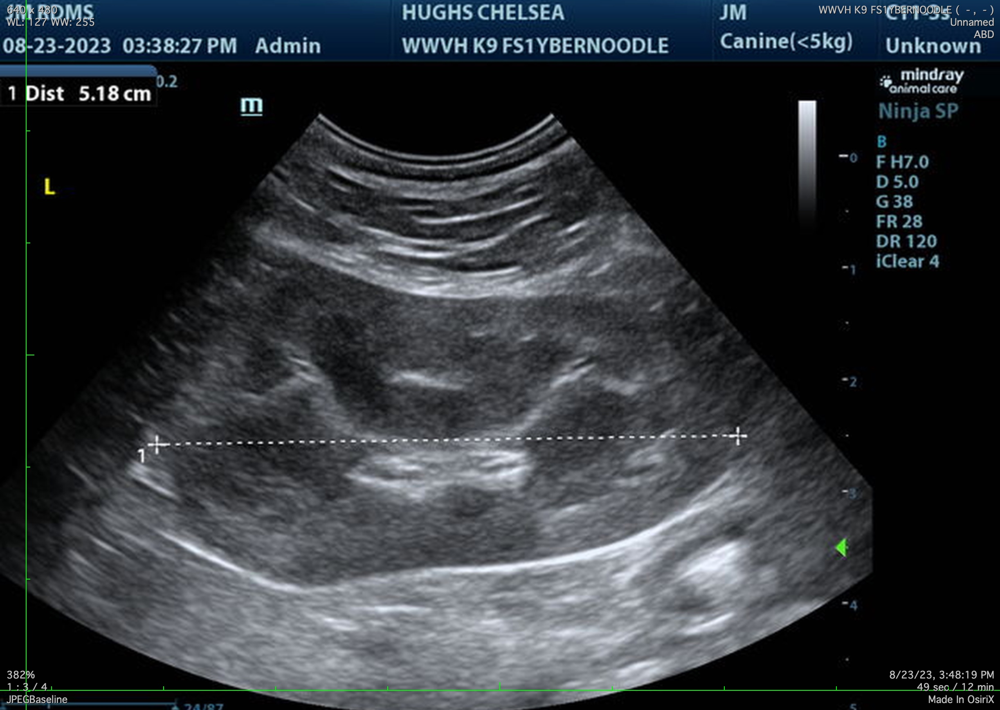 640 x 480
JM RDMS
WL: 127 WW: 255
08-23-2023 03:38:27 PM Admin
HUGHS CHELSEA
WWVH K9 FS1YBERNOODLE
JM
Canine(<5kg)
WWVH K9 FS1YBERNOODLE ( - , - )
Unnamed
ABD
Unknown
1 Dist 5.18 cm
0.2
m
L
mindray
animal care
Ninja SP
B
F H7.0
D 5.0
G 38
FR 28
DR 120
iClear 4
0
1
2
3
4
5
1
382%
1 : 3 / 4
JPEGBaseline
24/87
8/23/23, 3:48:19 PM
49 sec / 12 min
Made In OsiriX